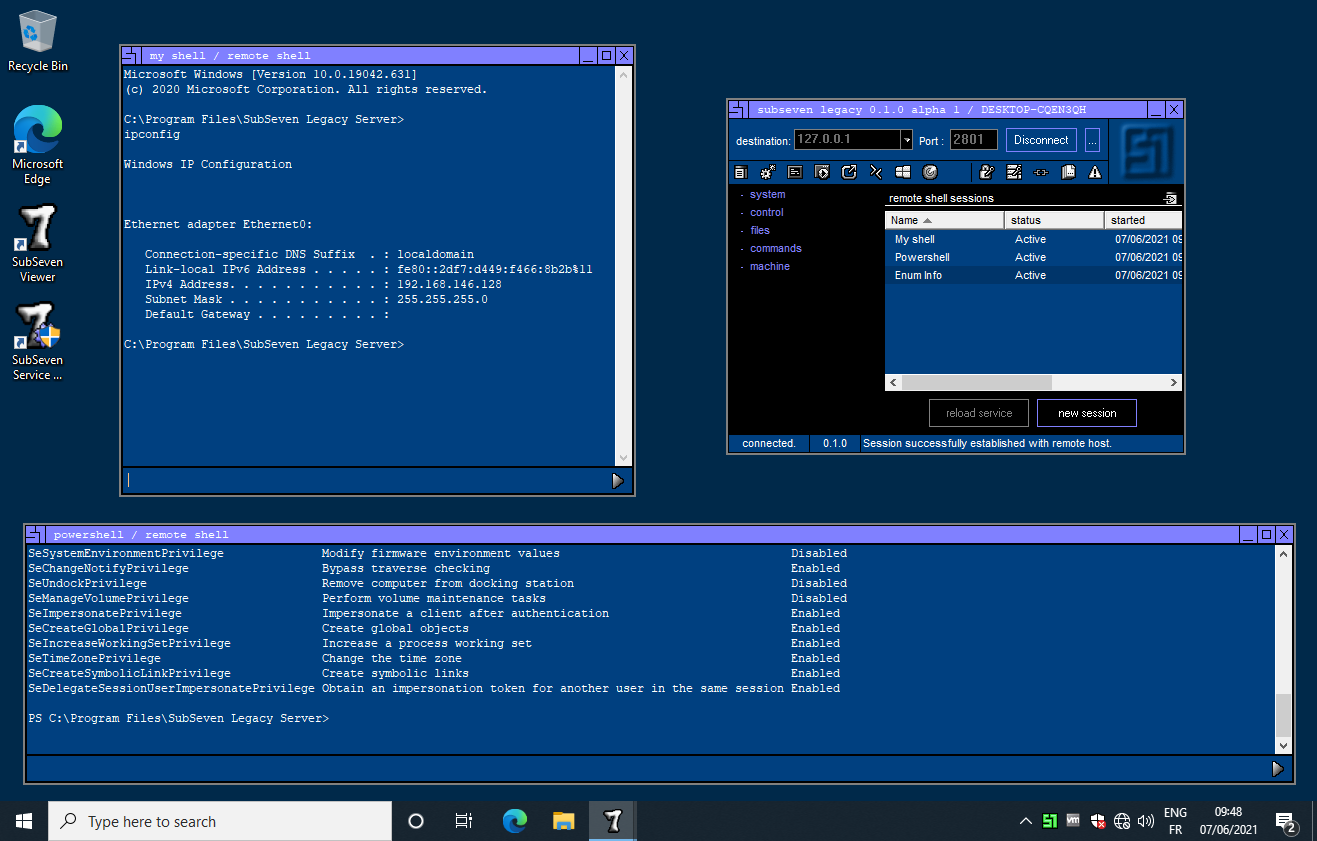 Recycle Bin
Microsoft
Edge
SubSeven
Viewer
SubSeven
Service ...
my shell / remote shell
Microsoft Windows [Version 10.0.19042.631]
(c) 2020 Microsoft Corporation. All rights reserved.
C:\Program Files\SubSeven Legacy Server>
ipconfig
Windows IP Configuration
Ethernet adapter Ethernet0:
Connection-specific DNS Suffix . : localdomain
Link-local IPv6 Address . . . . . : fe80::2df7:d449:f466:8b2b%11
IPv4 Address. . . . . . . . . . . : 192.168.146.128
Subnet Mask . . . . . . . . . . . : 255.255.255.0
Default Gateway . . . . . . . . . :
C:\Program Files\SubSeven Legacy Server>
subseven legacy 0.1.0 alpha 1 / DESKTOP-CQEN3QH
destination: 127.0.0.1 Port : 2801 Disconnect ...
- system
- control
- files
- commands
- machine
remote shell sessions
Name status started
My shell Active 07/06/2021 09
Powershell Active 07/06/2021 09
Enum Info Active 07/06/2021 09
reload service new session
connected. 0.1.0 Session successfully established with remote host.
powershell / remote shell
SeSystemEnvironmentPrivilege Modify firmware environment values Disabled
SeChangeNotifyPrivilege Bypass traverse checking Enabled
SeUndockPrivilege Remove computer from docking station Disabled
SeManageVolumePrivilege Perform volume maintenance tasks Disabled
SeImpersonatePrivilege Impersonate a client after authentication Enabled
SeCreateGlobalPrivilege Create global objects Enabled
SeIncreaseWorkingSetPrivilege Increase a process working set Enabled
SeTimeZonePrivilege Change the time zone Enabled
SeCreateSymbolicLinkPrivilege Create symbolic links Enabled
SeDelegateSessionUserImpersonatePrivilege Obtain an impersonation token for another user in the same session Enabled
PS C:\Program Files\SubSeven Legacy Server>
Type here to search
vm
ENG
FR
09:48
07/06/2021
2